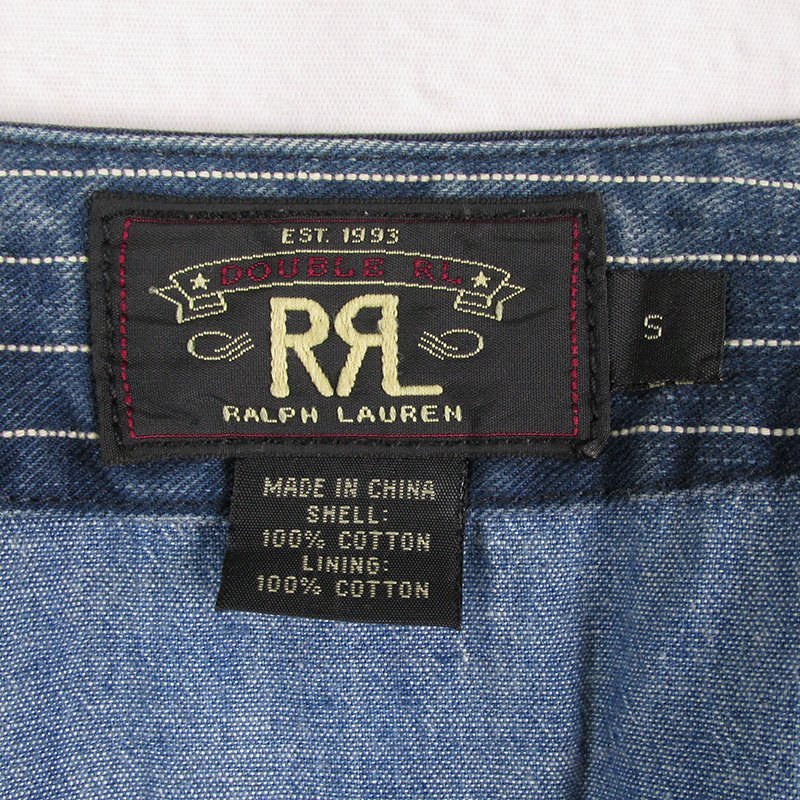 EST. 1993
DOUBLE RL
RRL
RALPH LAUREN
S
MADE IN CHINA
SHELL:
100% COTTON
LINING:
100% COTTON